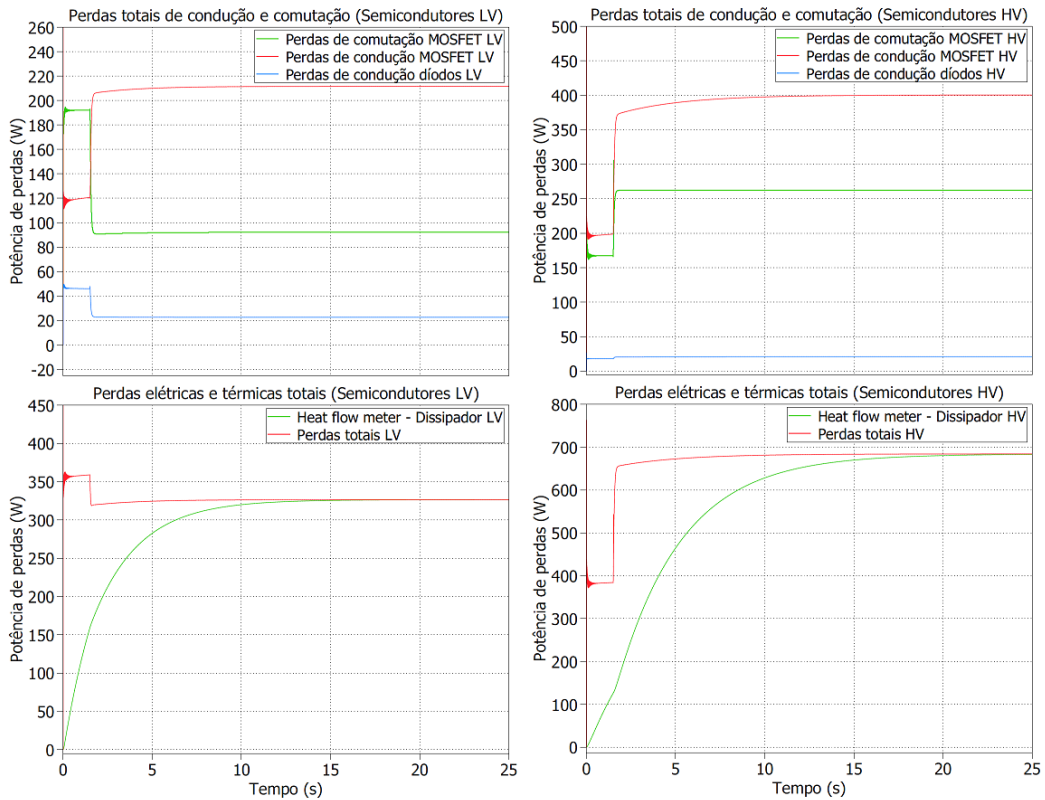 Perdas totais de condução e comutação (Semicondutores LV)
260
240
220
200
180
160
140
120
100
80
60
40
20
0
-20
Potência de perdas (W)
Perdas de comutação MOSFET LV
Perdas de condução MOSFET LV
Perdas de condução díodos LV
Perdas totais de condução e comutação (Semicondutores HV)
500
450
400
350
300
250
200
150
100
50
0
Potência de perdas (W)
Perdas de comutação MOSFET HV
Perdas de condução MOSFET HV
Perdas de condução díodos HV
Perdas elétricas e térmicas totais (Semicondutores LV)
450
400
350
300
250
200
150
100
50
0
Potência de perdas (W)
Heat flow meter - Dissipador LV
Perdas totais LV
0 5 10 15 20 25
Tempo (s)
Perdas elétricas e térmicas totais (Semicondutores HV)
800
700
600
500
400
300
200
100
0
Potência de perdas (W)
Heat flow meter - Dissipador HV
Perdas totais HV
0 5 10 15 20 25
Tempo (s)